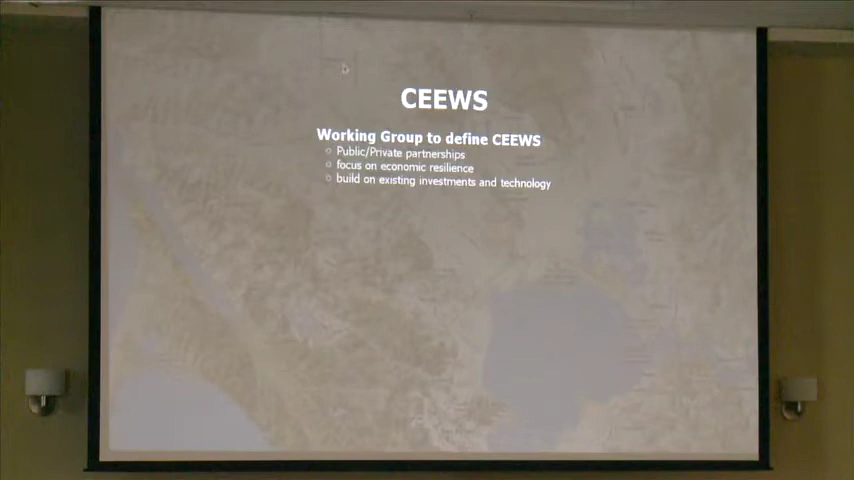 CEEWS
Working Group to define CEEWS
○ Public/Private partnerships
○ focus on economic resilience
○ build on existing investments and technology